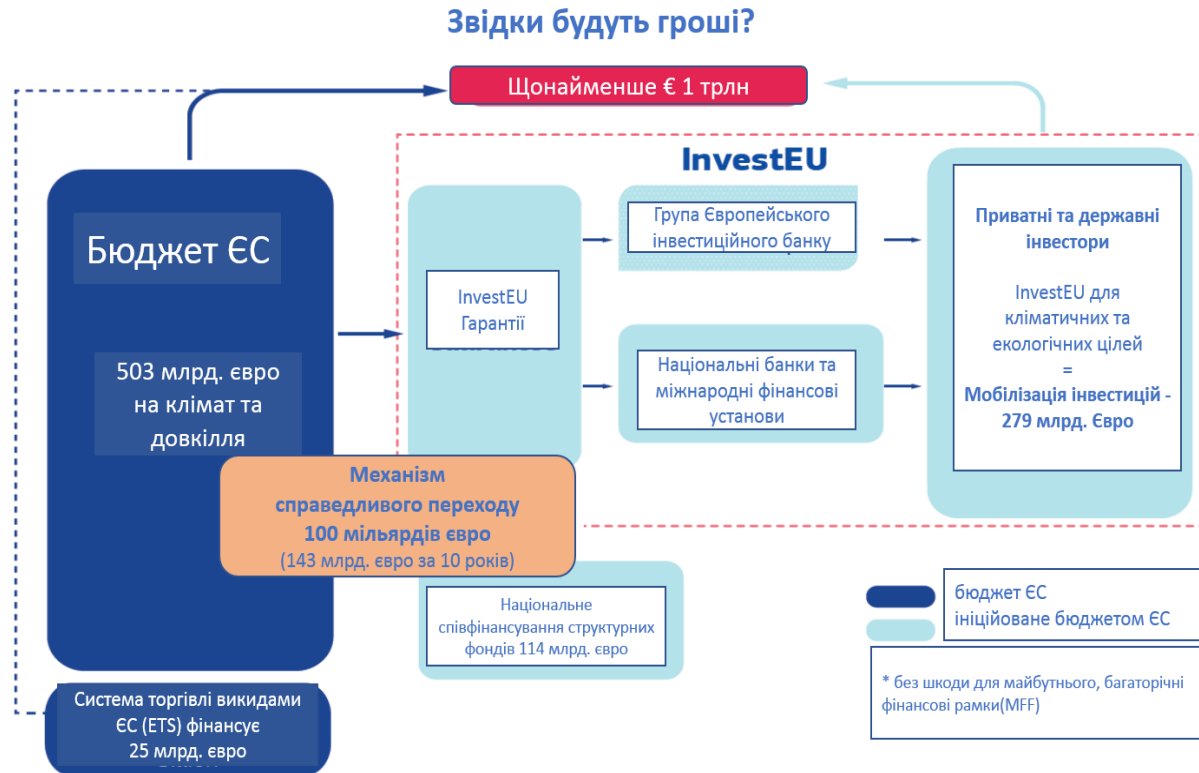 Звідки будуть гроші?
Щонайменше € 1 трлн
InvestEU
Бюджет ЄС
503 млрд. євро
на клімат та
довкілля
InvestEU
Гарантії
Група Європейського
інвестиційного банку
Національні банки та
міжнародні фінансові
установи
Приватні та державні
інвестори
InvestEU для
кліматичних та
екологічних цілей
=
Мобілізація інвестицій -
279 млрд. Євро
Механізм
справедливого переходу
100 мільярдів євро
(143 млрд. євро за 10 років)
Національне
співфінансування структурних
фондів 114 млрд. євро
Система торгівлі викидами
ЄС (ETS) фінансує
25 млрд. євро
бюджет ЄС
ініційоване бюджетом ЄС
* без шкоди для майбутнього, багаторічні
фінансові рамки(MFF)